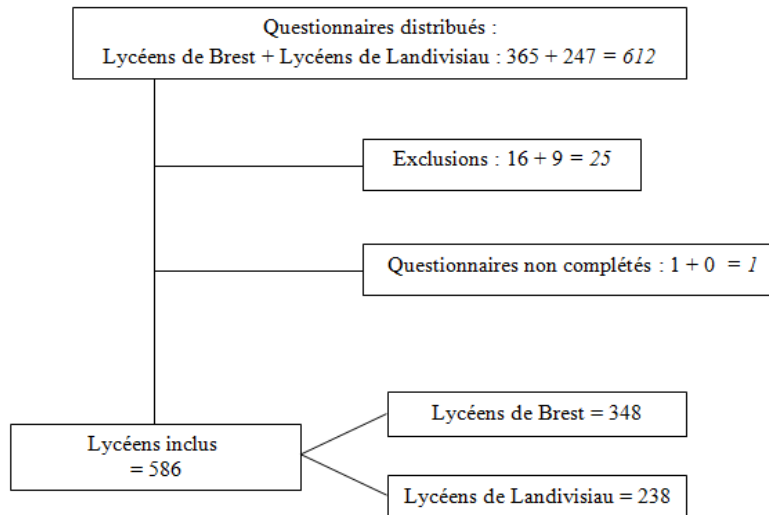 Questionnaires distribués :
Lycéens de Brest + Lycéens de Landivisiau : 365 + 247 = 612
Exclusions : 16 + 9 = 25
Questionnaires non complétés : 1 + 0 = 1
Lycéens de Brest = 348
Lycéens inclus
= 586
Lycéens de Landivisiau = 238